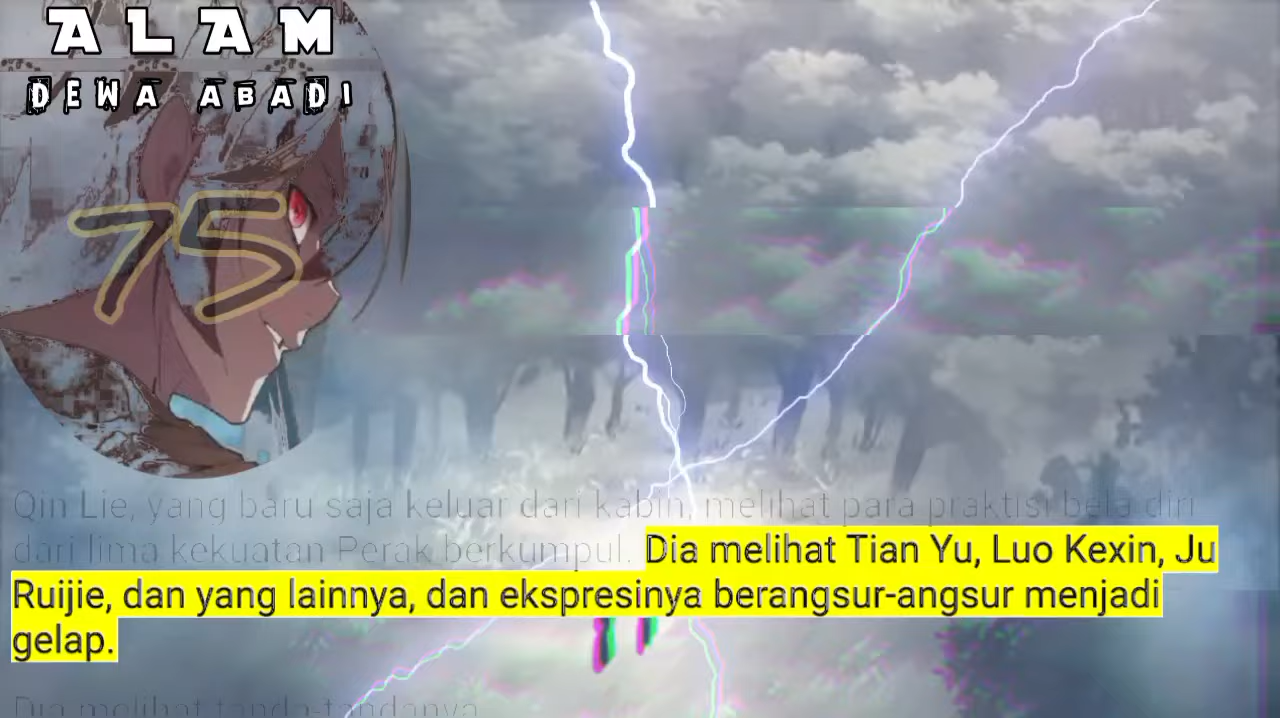 ALAM
DEWA ABADI
75
Qin Lie, yang baru saja keluar dari kabin, melihat para praktisi bela diri
dari lima kekuatan Perak berkumpul. Dia melihat Tian Yu, Luo Kexin, Ju
Ruijie, dan yang lainnya, dan ekspresinya berangsur-angsur menjadi
gelap.
Dia melihat tanda-tandanya